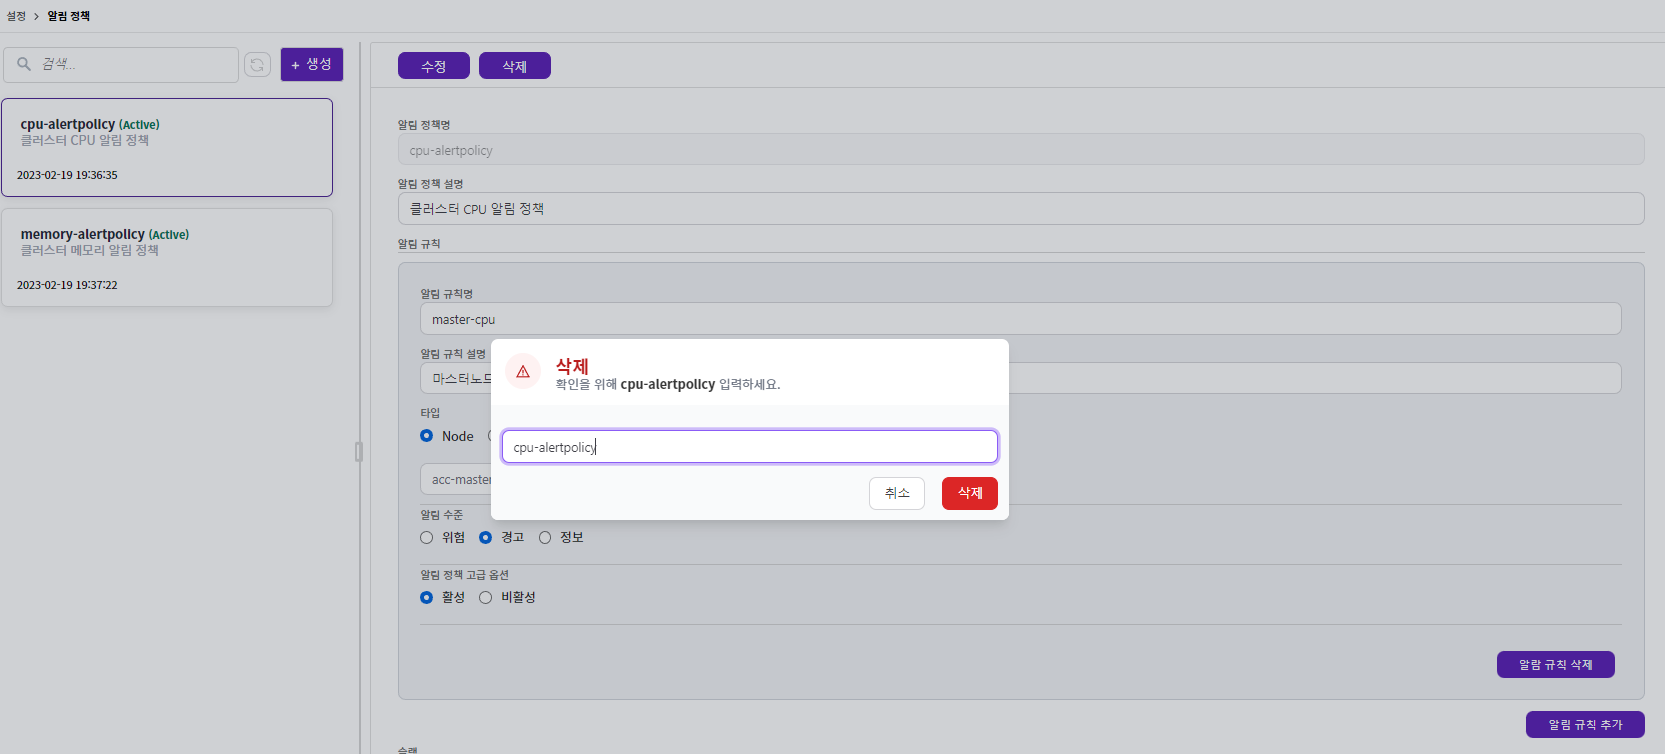 설정 > 알림 정책
검색...
+ 생성
cpu-alertpolicy (Active)
클러스터 CPU 알림 정책
2023-02-19 19:36:35
memory-alertpolicy (Active)
클러스터 메모리 알림 정책
2023-02-19 19:37:22
수정 삭제
알림 정책명
cpu-alertpolicy
알림 정책 설명
클러스터 CPU 알림 정책
알림 규칙
알림 규칙명
master-cpu
알림 규칙 설명
마스터노드
타입
Node
acc-master
삭제
확인을 위해 cpu-alertpolicy 입력하세요.
cpu-alertpolicy
취소 삭제
알림 수준
위험 경고 정보
알림 정책 고급 옵션
활성 비활성
알람 규칙 삭제
알림 규칙 추가